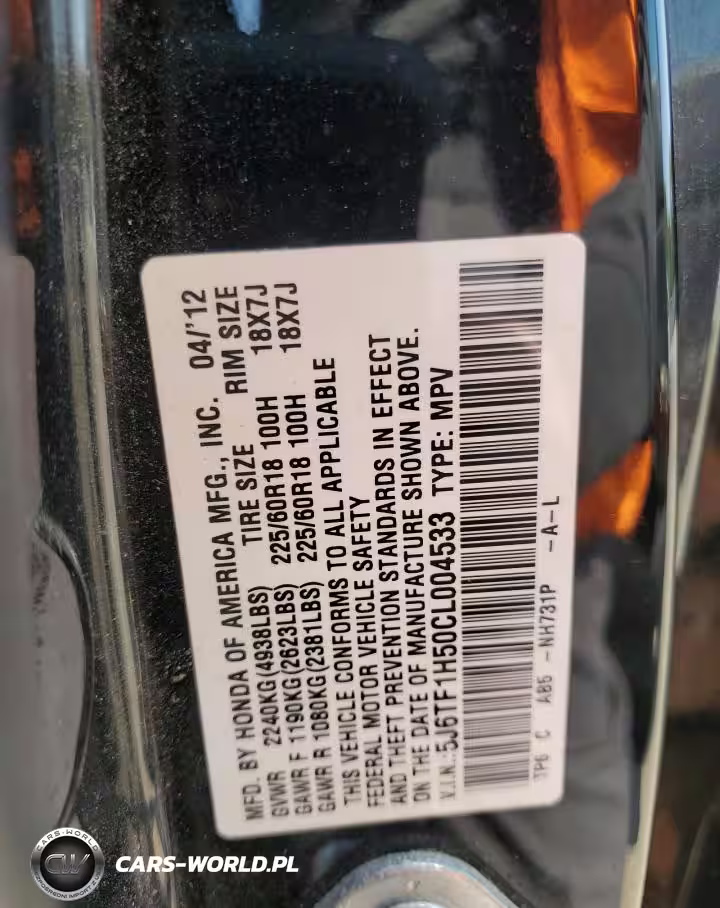 MFD. BY HONDA OF AMERICA MFG., INC. 04/'12
GVWR 2240KG(4938LBS) TIRE SIZE RIM SIZE
GAWR F 1190KG(2623LBS) 225/60R18 100H 18X7J
GAWR R 1080KG(2381LBS) 225/60R18 100H 18X7J
THIS VEHICLE CONFORMS TO ALL APPLICABLE
FEDERAL MOTOR VEHICLE SAFETY
AND THEFT PREVENTION STANDARDS IN EFFECT
ON THE DATE OF MANUFACTURE SHOWN ABOVE.
V.I.N.: 5J6TF1H50CL004533 TYPE: MPV
TP6 C AB5 -NH731P -A-L
CARS-WORLD
CW
CARS-WORLD.PL